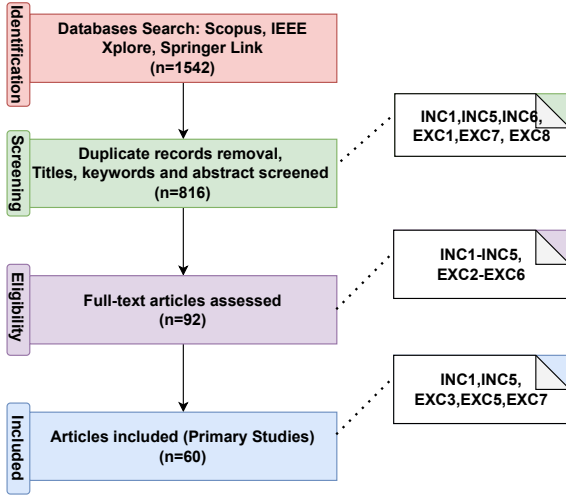 Identification
Databases Search: Scopus, IEEE
Xplore, Springer Link
(n=1542)
Screening
Duplicate records removal,
Titles, keywords and abstract screened
(n=816)
INC1,INC5,INC6,
EXC1,EXC7, EXC8
Eligibility
Full-text articles assessed
(n=92)
INC1-INC5,
EXC2-EXC6
Included
Articles included (Primary Studies)
(n=60)
INC1,INC5,
EXC3,EXC5,EXC7